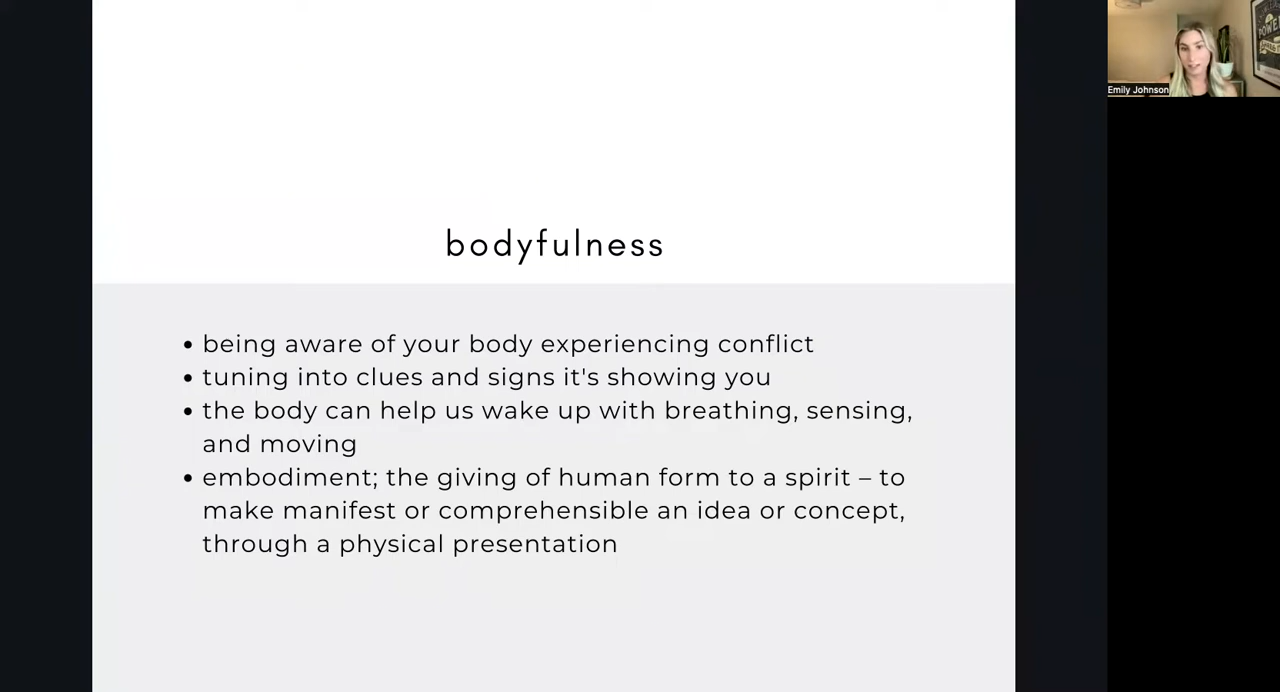 bodyfulness
• being aware of your body experiencing conflict
• tuning into clues and signs it's showing you
• the body can help us wake up with breathing, sensing,
and moving
• embodiment; the giving of human form to a spirit – to
make manifest or comprehensible an idea or concept,
through a physical presentation
Emily Johnson
POWER